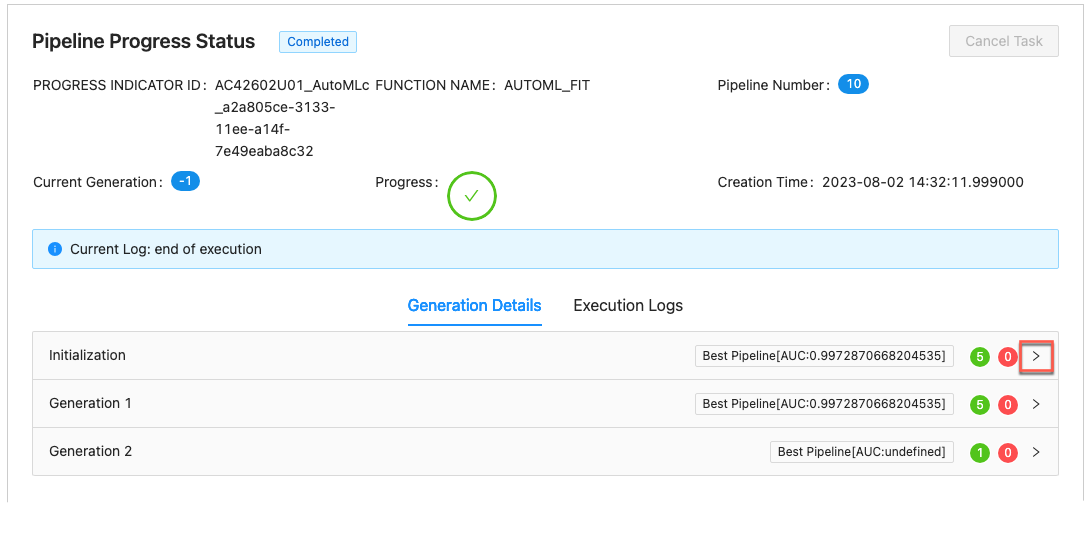 Pipeline Progress Status Completed Cancel Task
PROGRESS INDICATOR ID: AC42602U01_AutoMLc FUNCTION NAME: AUTOML_FIT Pipeline Number: 10
_a2a805ce-3133-
11ee-a14f-
7e49eaba8c32
Current Generation: -1 Progress: Creation Time: 2023-08-02 14:32:11.999000
Current Log: end of execution
Generation Details Execution Logs
Initialization Best Pipeline[AUC:0.9972870668204535] 5 0
Generation 1 Best Pipeline[AUC:0.9972870668204535] 5 0
Generation 2 Best Pipeline[AUC:undefined] 1 0